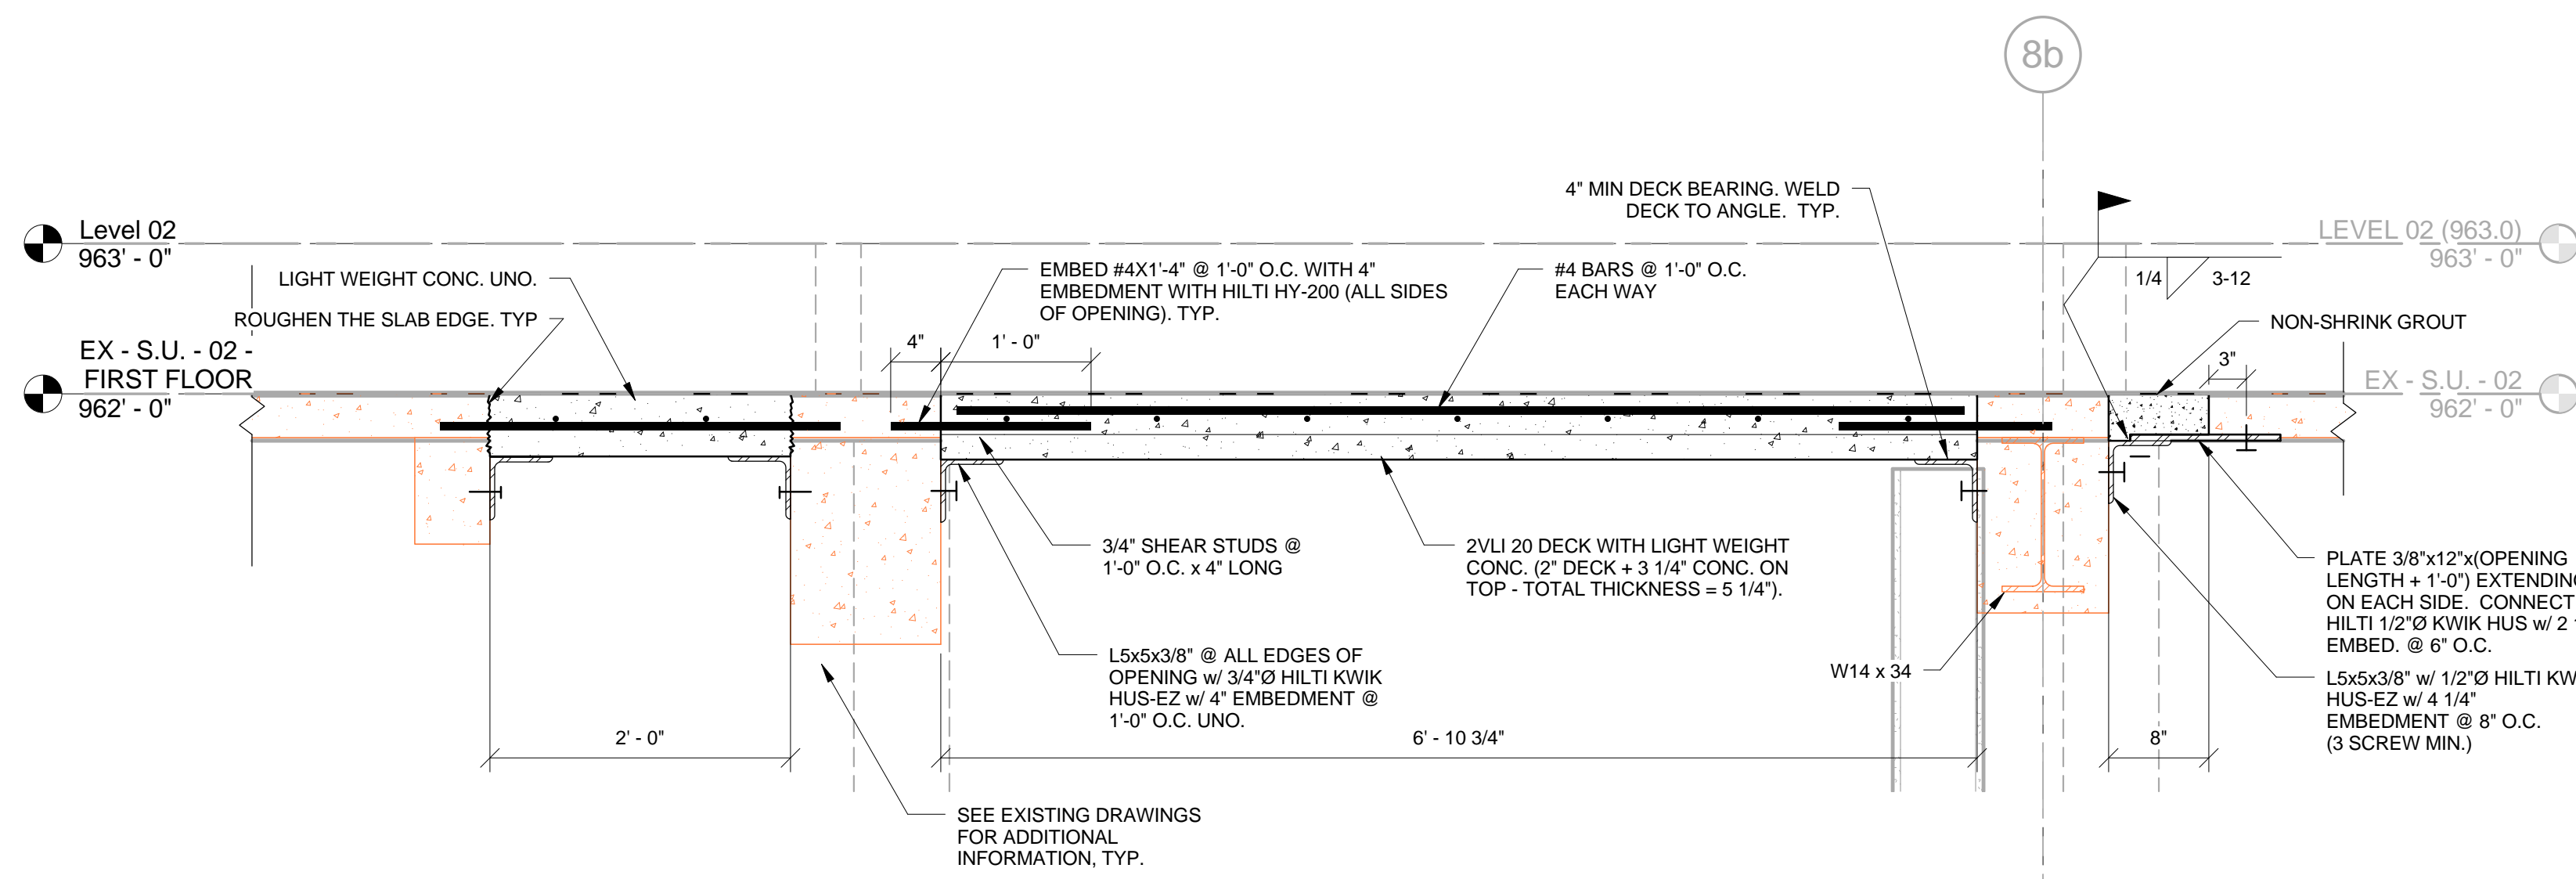 8b
4" MIN DECK BEARING. WELD
DECK TO ANGLE. TYP.
Level 02
963' - 0"
LEVEL 02 (963.0)
963' - 0"
LIGHT WEIGHT CONC. UNO.
ROUGHEN THE SLAB EDGE. TYP
EMBED #4X1'-4" @ 1'-0" O.C. WITH 4"
EMBEDMENT WITH HILTI HY-200 (ALL SIDES
OF OPENING). TYP.
#4 BARS @ 1'-0" O.C.
EACH WAY
1/4
3-12
NON-SHRINK GROUT
4"
1' - 0"
3"
EX - S.U. - 02 -
FIRST FLOOR
962' - 0"
EX - S.U. - 02
962' - 0"
3/4" SHEAR STUDS @
1'-0" O.C. x 4" LONG
2VLI 20 DECK WITH LIGHT WEIGHT
CONC. (2" DECK + 3 1/4" CONC. ON
TOP - TOTAL THICKNESS = 5 1/4").
PLATE 3/8"x12"x(OPENING
LENGTH + 1'-0") EXTENDING
ON EACH SIDE. CONNECT
HILTI 1/2"Ø KWIK HUS w/ 2
EMBED. @ 6" O.C.
L5x5x3/8" @ ALL EDGES OF
OPENING w/ 3/4"Ø HILTI KWIK
HUS-EZ w/ 4" EMBEDMENT @
1'-0" O.C. UNO.
W14 x 34
L5x5x3/8" w/ 1/2"Ø HILTI KW
HUS-EZ w/ 4 1/4"
EMBEDMENT @ 8" O.C.
(3 SCREW MIN.)
2' - 0"
6' - 10 3/4"
8"
SEE EXISTING DRAWINGS
FOR ADDITIONAL
INFORMATION, TYP.